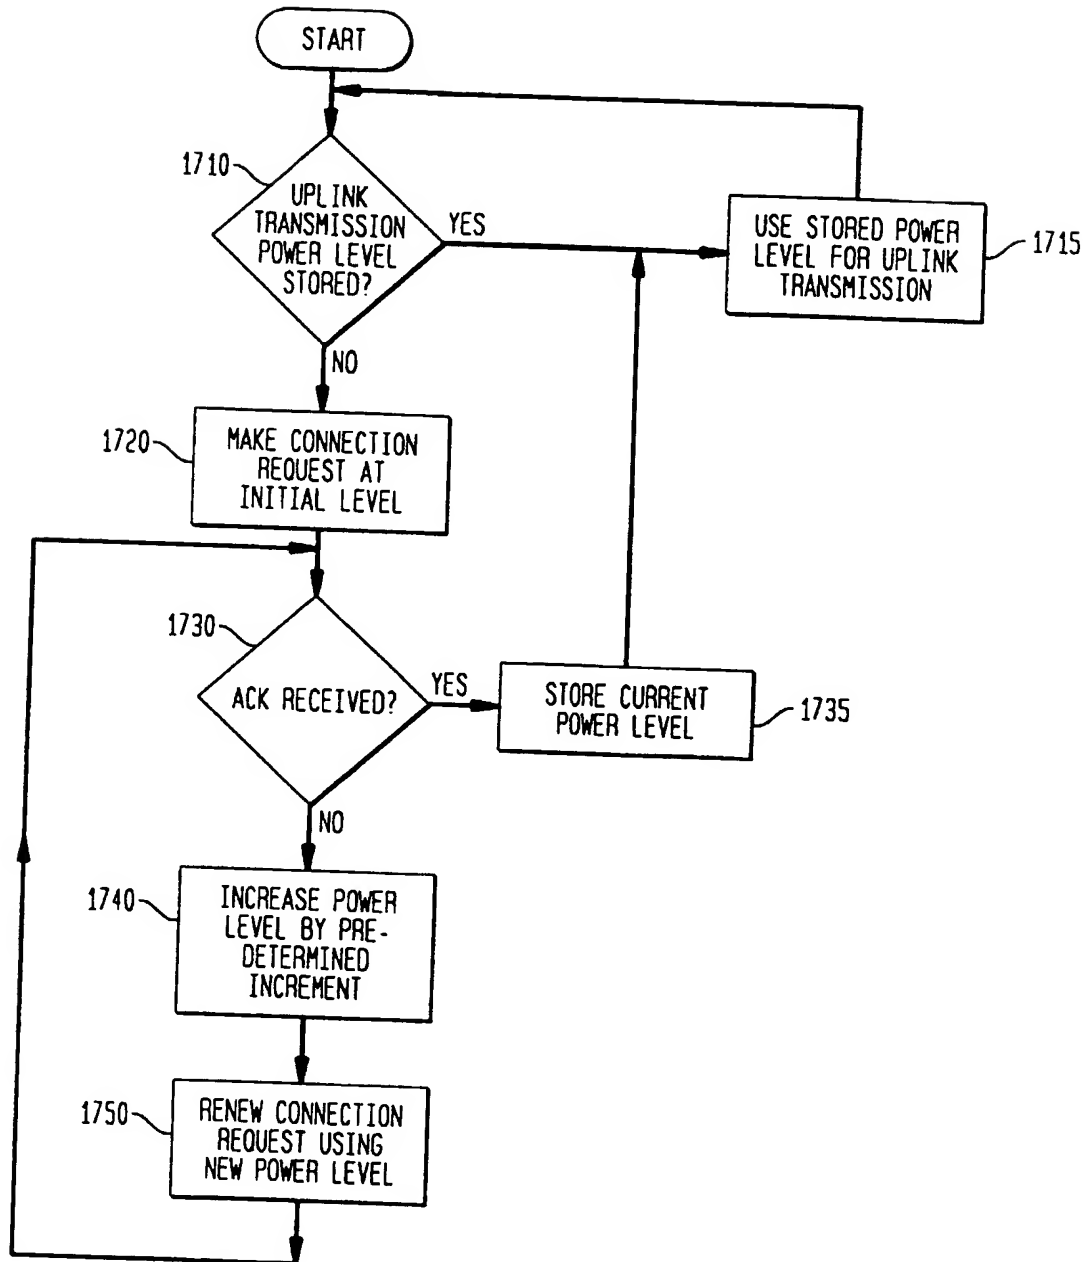 START
1710
UPLINK
TRANSMISSION
POWER LEVEL
STORED?
YES
USE STORED POWER
LEVEL FOR UPLINK
TRANSMISSION
1715
NO
1720
MAKE CONNECTION
REQUEST AT
INITIAL LEVEL
1730
ACK RECEIVED?
YES
STORE CURRENT
POWER LEVEL
1735
NO
1740
INCREASE POWER
LEVEL BY PRE-
DETERMINED
INCREMENT
1750
RENEW CONNECTION
REQUEST USING
NEW POWER LEVEL